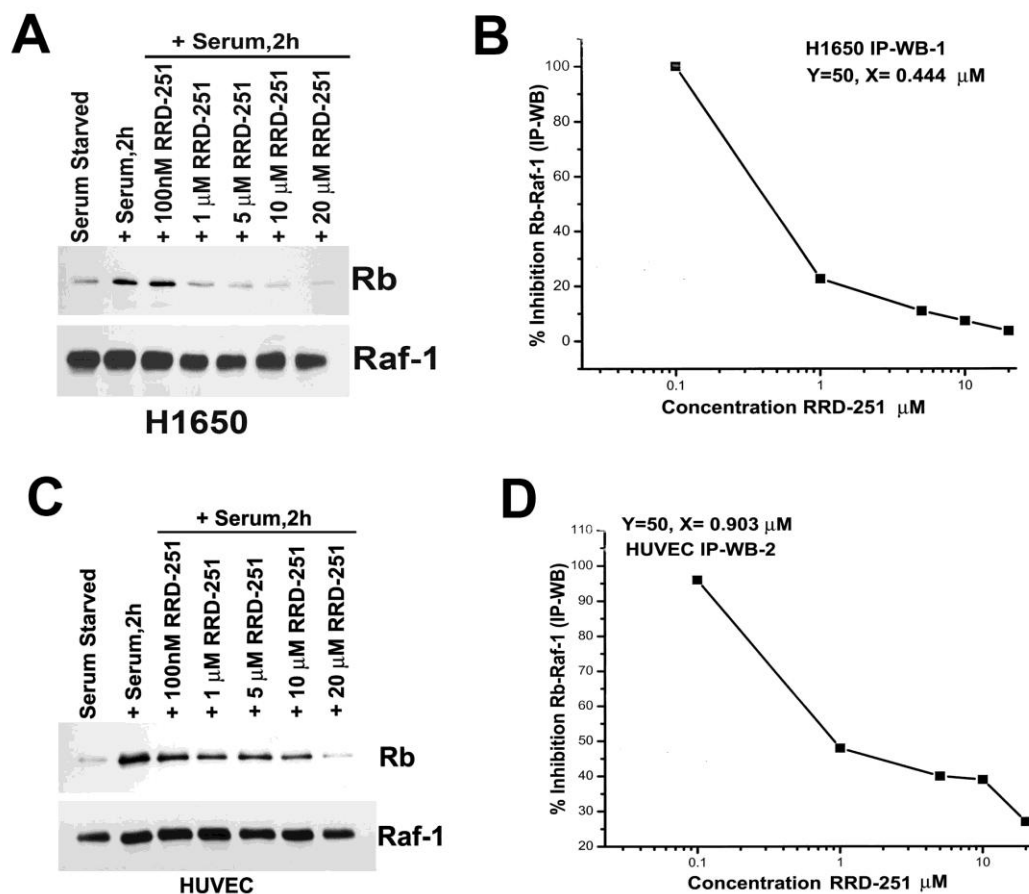 A
+ Serum,2h
Serum Starved
+ Serum,2h
+ 100nM RRD-251
+ 1 μM RRD-251
+ 5 μM RRD-251
+ 10 μM RRD-251
+ 20 μM RRD-251
Rb
Raf-1
H1650
B
H1650 IP-WB-1
Y=50, X= 0.444 μM
% Inhibition Rb-Raf-1 (IP-WB)
100
80
60
40
20
0
0.1
1
10
Concentration RRD-251 μM
C
+ Serum,2h
Serum Starved
+ Serum,2h
+ 100nM RRD-251
+ 1 μM RRD-251
+ 5 μM RRD-251
+ 10 μM RRD-251
+ 20 μM RRD-251
Rb
Raf-1
HUVEC
D
Y=50, X= 0.903 μM
HUVEC IP-WB-2
% Inhibition Rb-Raf-1 (IP-WB)
110
100
90
80
70
60
50
40
30
20
0.1
1
10
Concentration RRD-251 μM